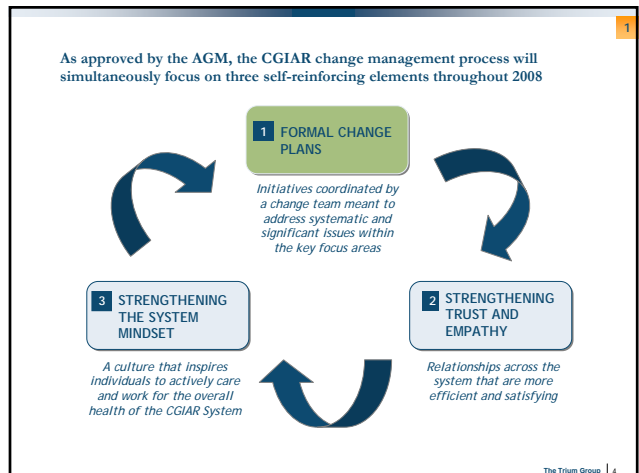 1
As approved by the AGM, the CGIAR change management process will
simultaneously focus on three self-reinforcing elements throughout 2008
1 FORMAL CHANGE
PLANS
Initiatives coordinated by
a change team meant to
address systematic and
significant issues within
the key focus areas
3 STRENGTHENING
THE SYSTEM
MINDSET
A culture that inspires
individuals to actively care
and work for the overall
health of the CGIAR System
2 STRENGTHENING
TRUST AND
EMPATHY
Relationships across the
system that are more
efficient and satisfying
The Trium Group | 4